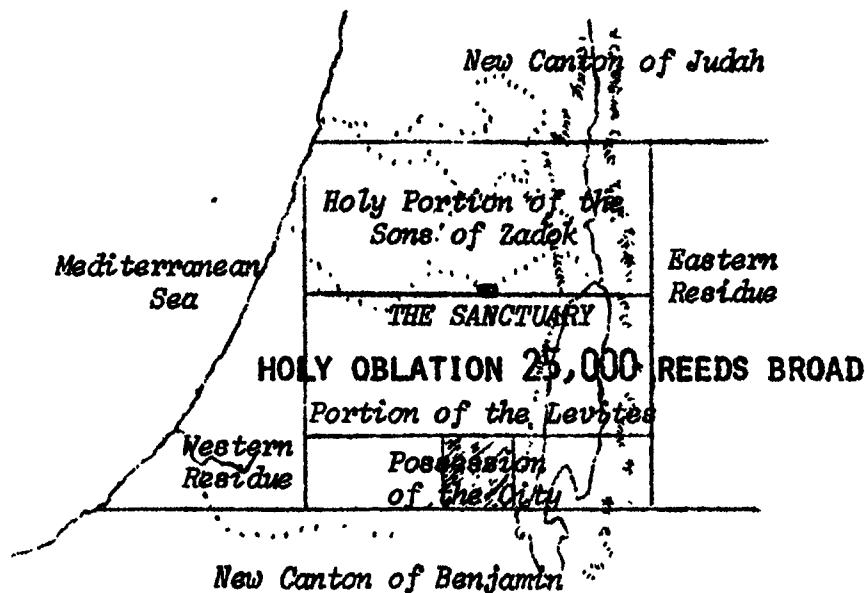 New Canton of Judah
Holy Portion of the
Sons of Zadok
Mediterranean
Sea
Eastern
Residue
THE SANCTUARY
HOLY OBLATION 25,000 REEDS BROAD
Portion of the Levites
Western
Residue
Possession
of the City
New Canton of Benjamin